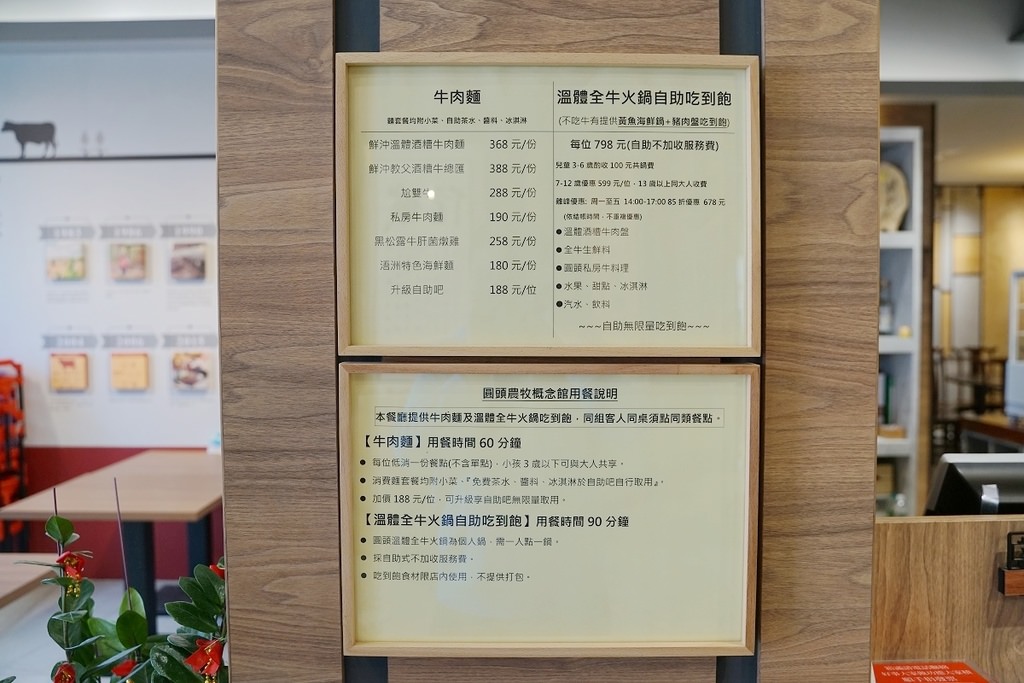 牛肉麵
麵套餐均附小菜、自助茶水、醬料、冰淇淋
鮮沖溫體酒糟牛肉麵 368 元/份
鮮沖教父酒糟牛總匯 388 元/份
尬雙 288 元/份
私房牛肉麵 190 元/份
黑松露牛肝菌燉雞 258 元/份
浯洲特色海鮮麵 180 元/份
升級自助吧 188 元/位
溫體全牛火鍋自助吃到飽
(不吃牛有提供黃魚海鮮鍋+豬肉盤吃到飽)
每位 798 元(自助不加收服務費)
兒童 3-6 歲酌收 100 元共鍋費
7-12 歲優惠 599 元/位，13 歲以上同大人收費
離峰優惠: 周一至五 14:00-17:00 85 折優惠 678 元
(依結帳時間，不重複優惠)
●溫體酒糟牛肉盤
●全牛生鮮料
●圓頭私房牛料理
●水果、甜點、冰淇淋
●汽水、飲料
~~~自助無限量吃到飽~~~
圓頭農牧概念館用餐說明
本餐廳提供牛肉麵及溫體全牛火鍋吃到飽，同組客人同桌須點同類餐點。
【牛肉麵】用餐時間 60 分鐘
● 每位低消一份餐點(不含單點)，小孩 3 歲以下可與大人共享。
● 消費麵套餐均附小菜，『免費茶水、醬料、冰淇淋於自助吧自行取用』。
● 加價 188 元/位，可升級享自助吧無限量取用。
【溫體全牛火鍋自助吃到飽】用餐時間 90 分鐘
● 圓頭溫體全牛火鍋為個人鍋，需一人點一鍋。
● 採自助式不加收服務費。
● 吃到飽食材限店內使用，不提供打包。